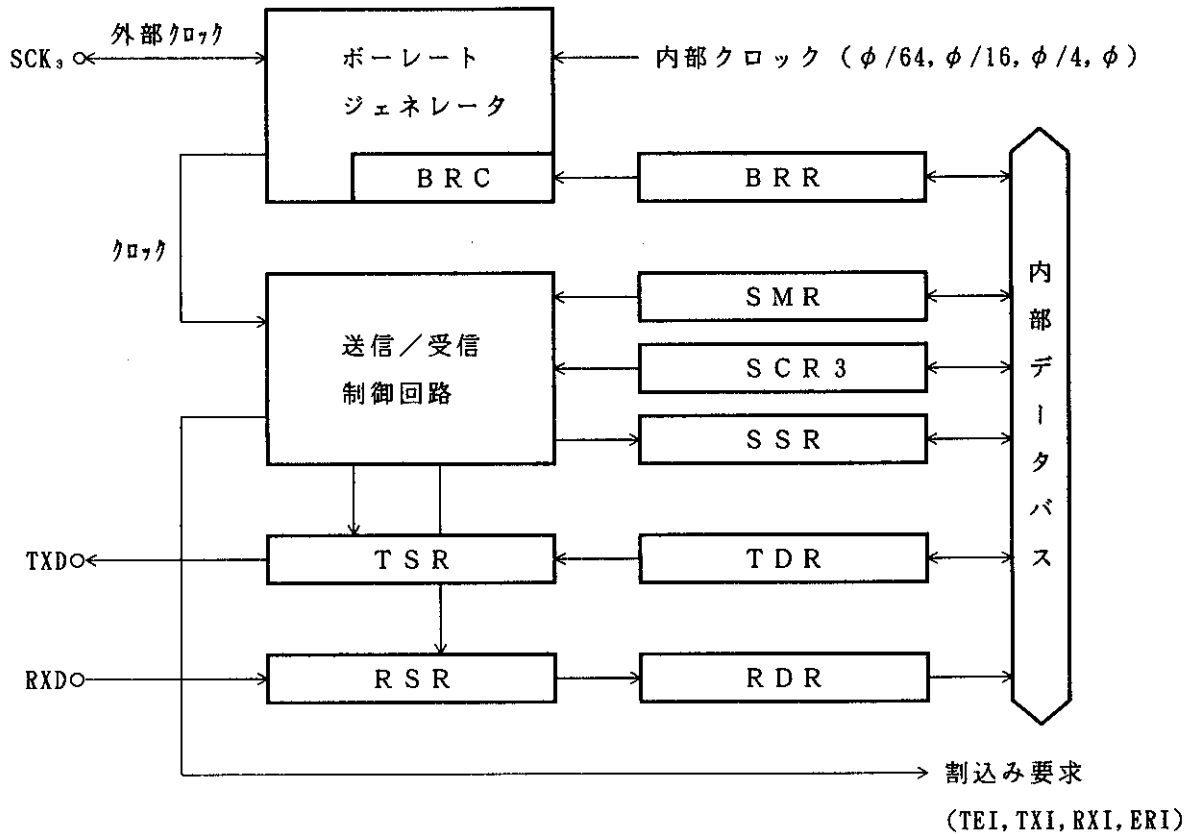 外部クロック
SCK₃
ボーレート
ジェネレータ
内部クロック（φ/64, φ/16, φ/4, φ）
BRC
BRR
クロック
SMR
送信／受信
制御回路
SCR3
SSR
内部データバス
TXD
TSR
TDR
RXD
RSR
RDR
割込み要求
(TEI, TXI, RXI, ERI)